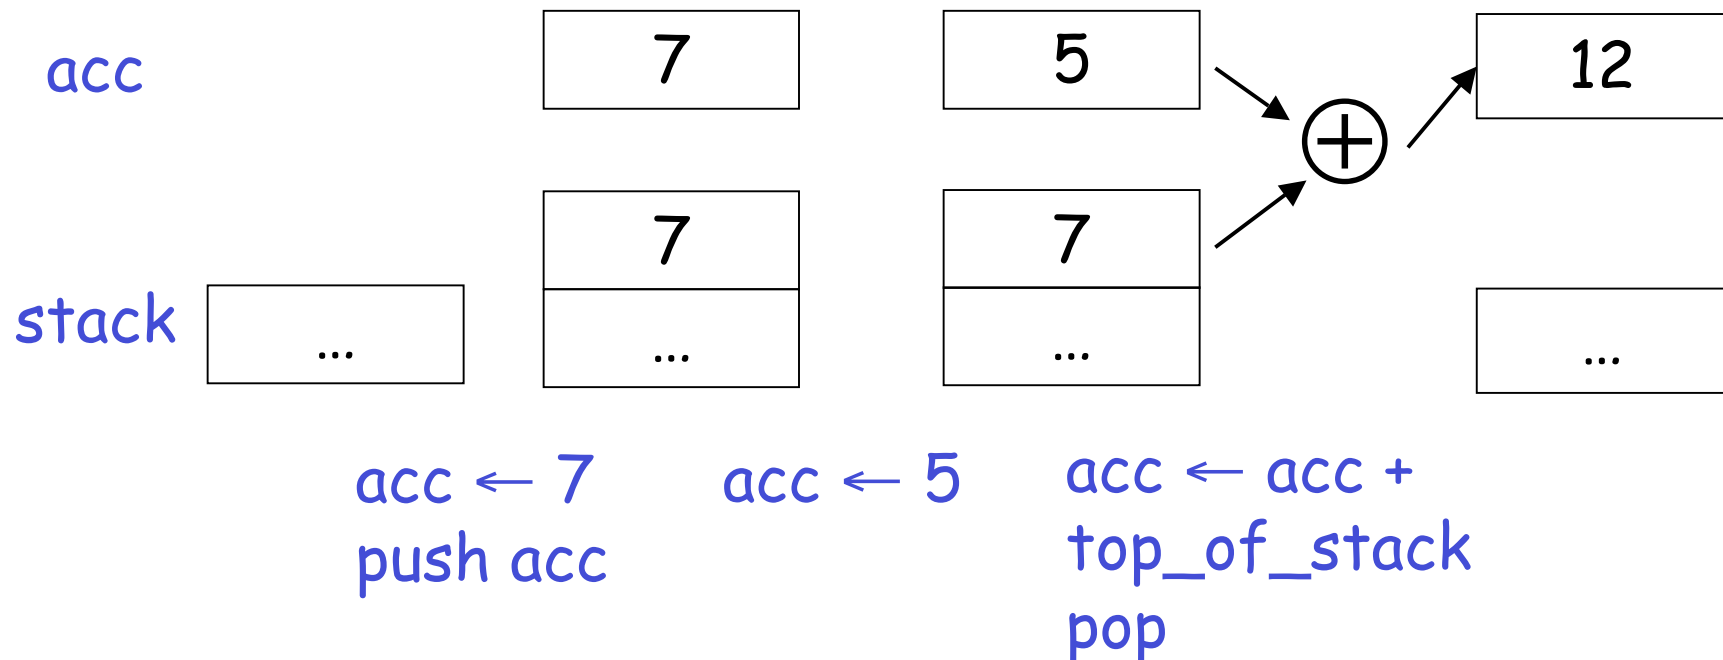 acc 7 5 12
7 7
stack ... ... ... ...
acc ← 7 acc ← 5 acc ← acc +
push acc top_of_stack
pop